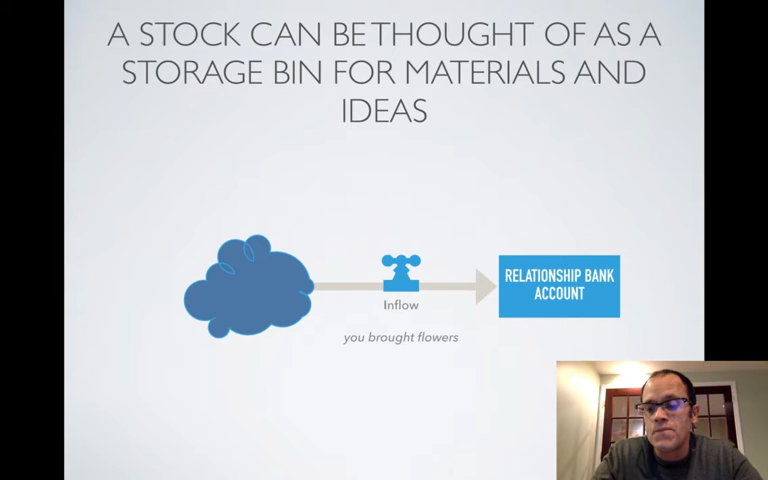 A STOCK CAN BE THOUGHT OF AS A
STORAGE BIN FOR MATERIALS AND
IDEAS
RELATIONSHIP BANK
ACCOUNT
Inflow
you brought flowers